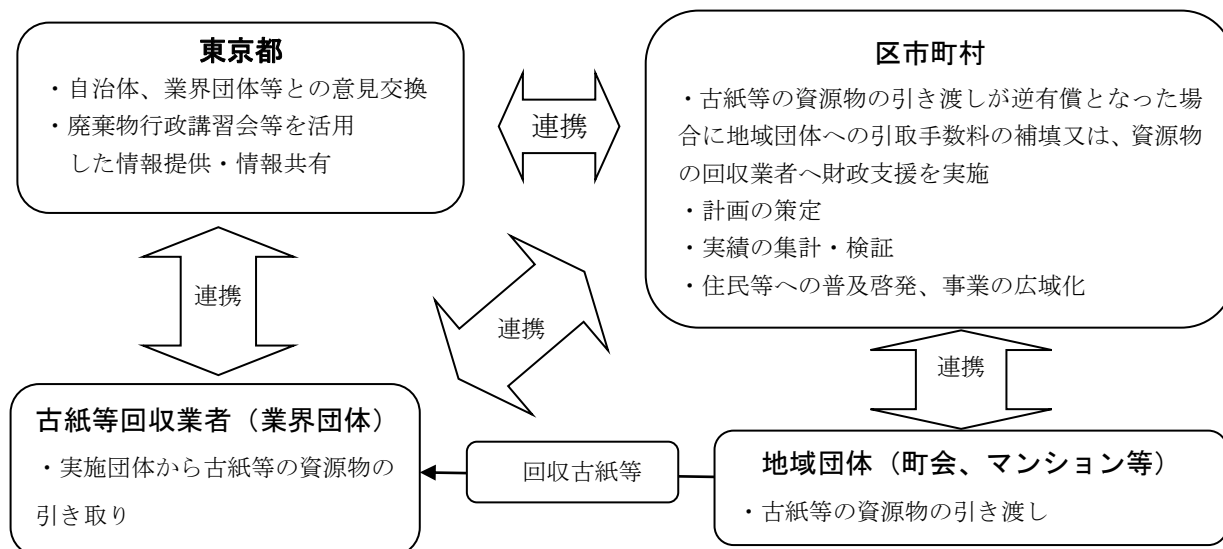 東京都
・自治体、業界団体等との意見交換
・廃棄物行政講習会等を活用
した情報提供・情報共有
連携
区市町村
・古紙等の資源物の引き渡しが逆有償となった場
合に地域団体への引取手数料の補填又は、資源物
の回収業者へ財政支援を実施
・計画の策定
・実績の集計・検証
・住民等への普及啓発、事業の広域化
連携
連携
連携
古紙等回収業者（業界団体）
・実施団体から古紙等の資源物の
引き取り
回収古紙等
地域団体（町会、マンション等）
・古紙等の資源物の引き渡し